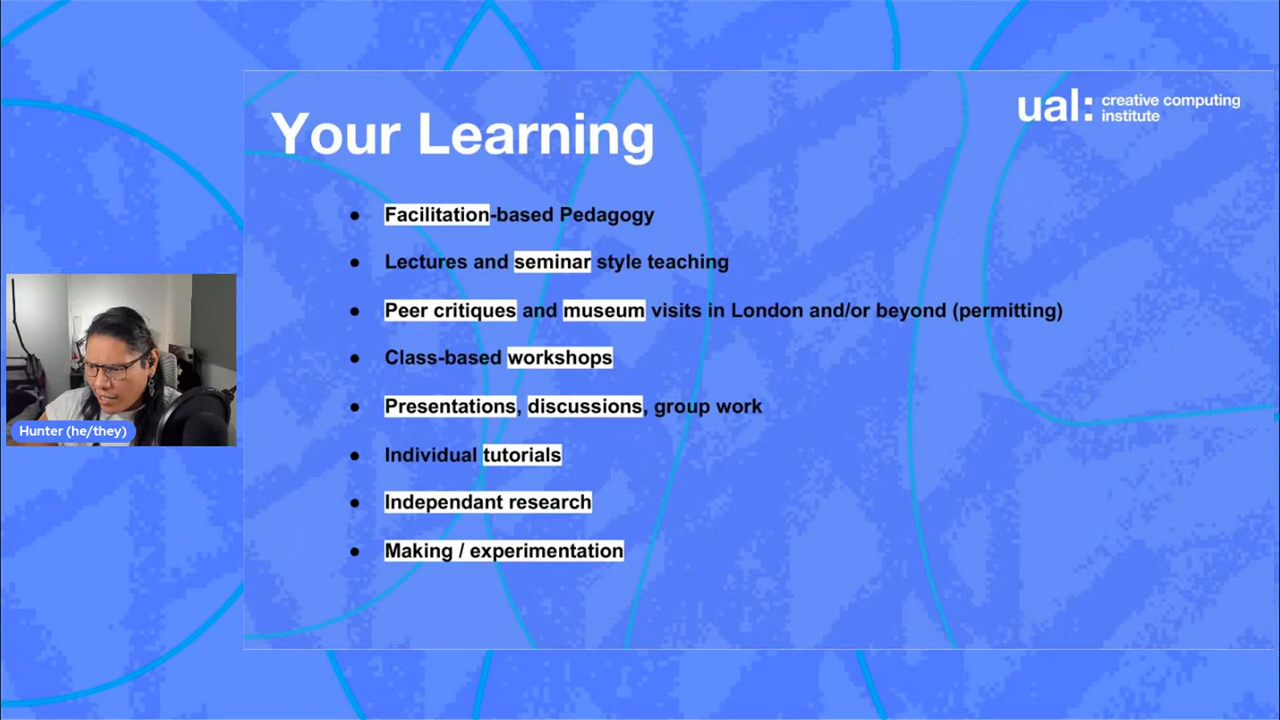 Your Learning
ual: creative computing
institute
● Facilitation-based Pedagogy
● Lectures and seminar style teaching
● Peer critiques and museum visits in London and/or beyond (permitting)
● Class-based workshops
● Presentations, discussions, group work
● Individual tutorials
● Independant research
● Making / experimentation
Hunter (he/they)